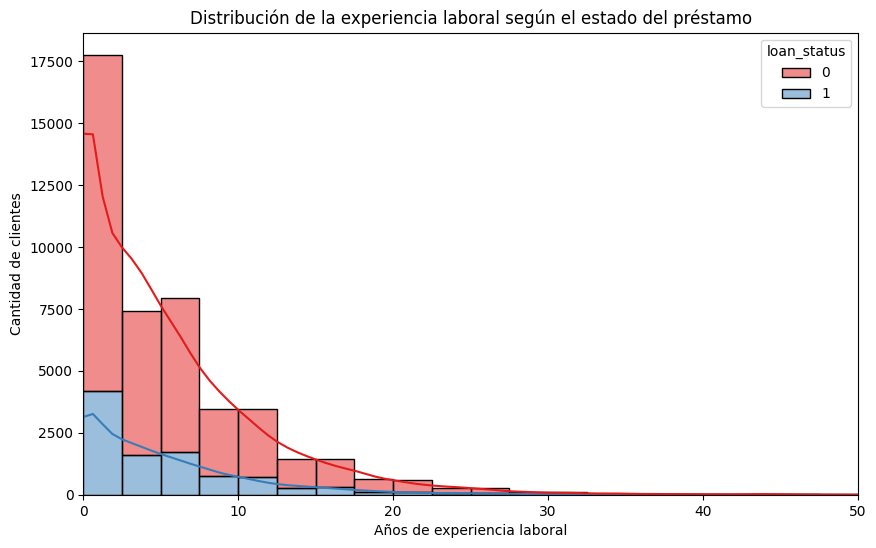 Distribución de la experiencia laboral según el estado del préstamo
loan_status
0
1
Cantidad de clientes
17500
15000
12500
10000
7500
5000
2500
0
0 10 20 30 40 50
Años de experiencia laboral